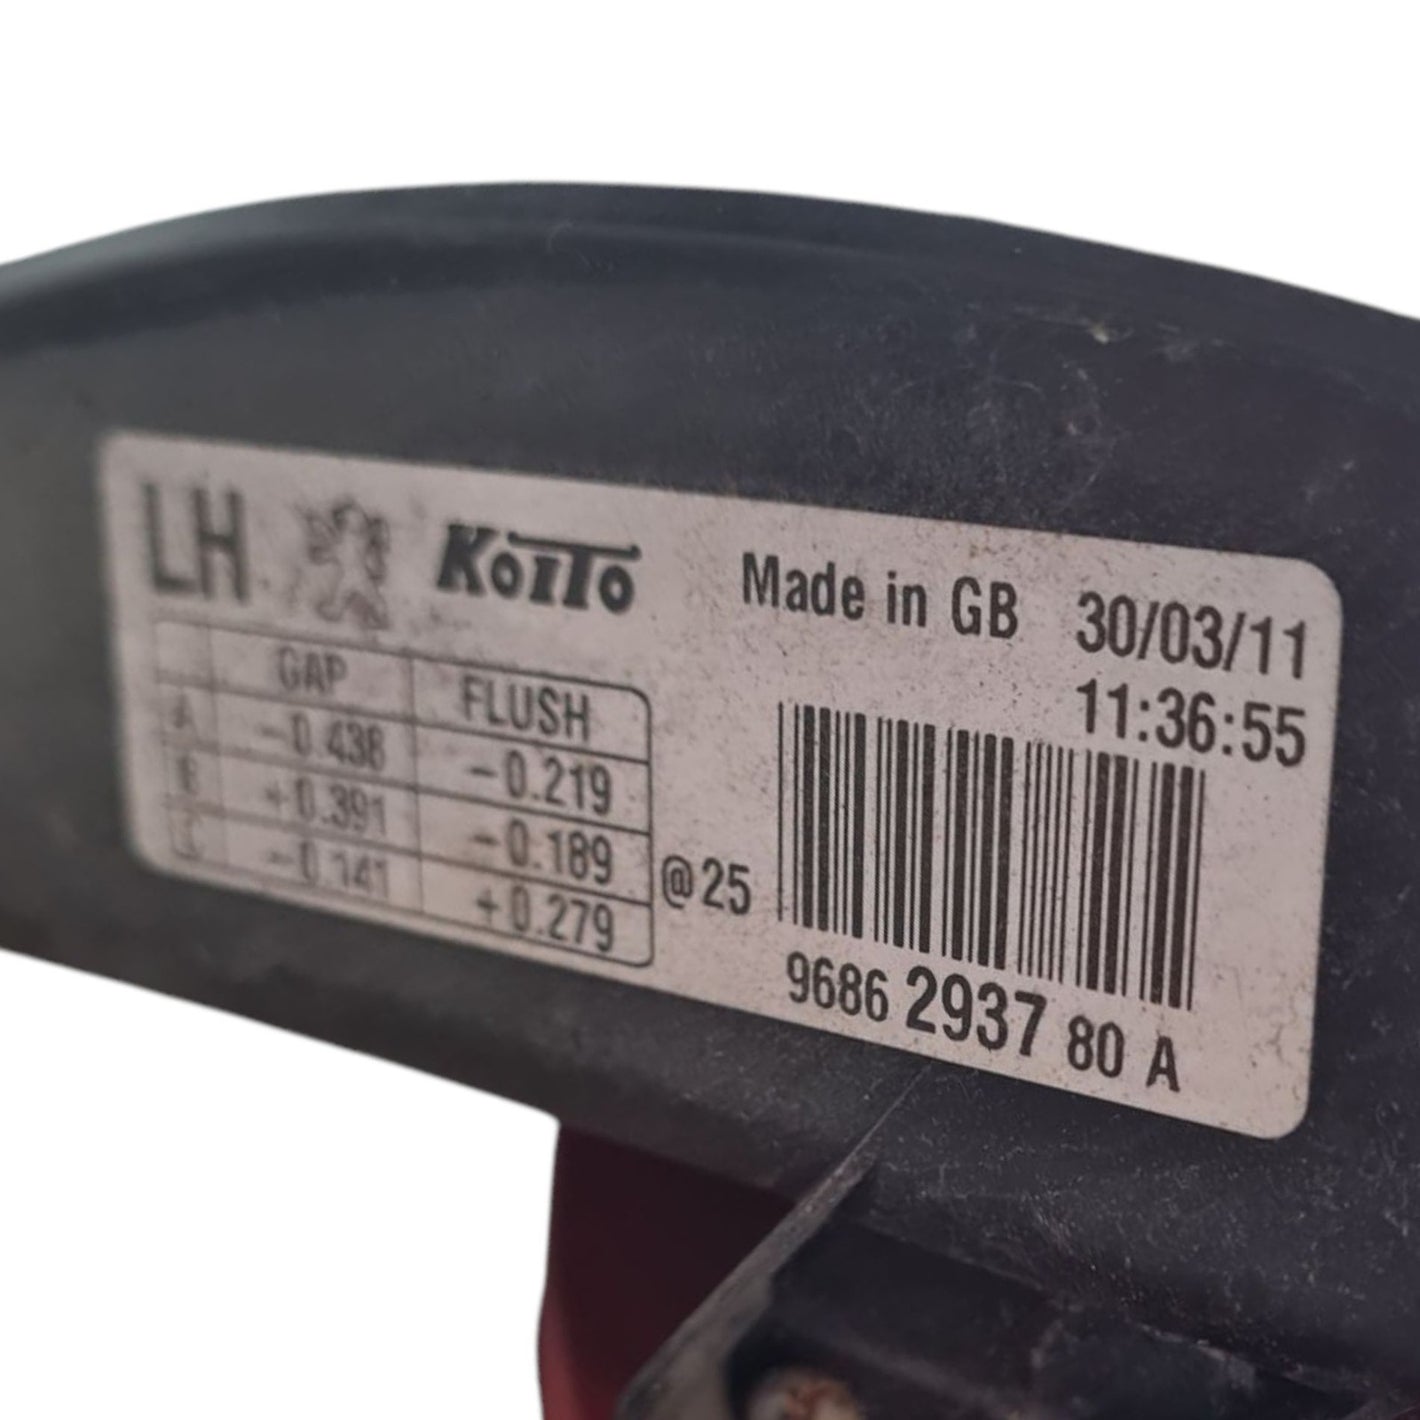 LH KOITO Made in GB 30/03/11
11:36:55
GAP FLUSH
A -0.438 -0.219
B +0.391 -0.189
C -0.141 +0.279
@25
9686 2937 80 A